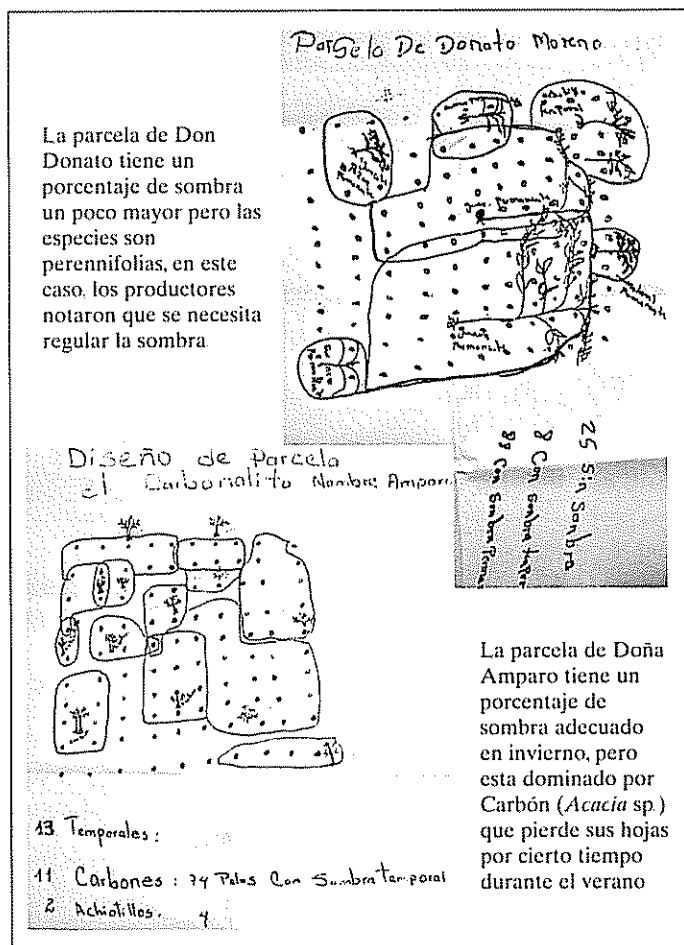 ParSela De Donato Moreno
La parcela de Don
Donato tiene un
porcentaje de sombra
un poco mayor pero las
especies son
perennifolias, en este
caso, los productores
notaron que se necesita
regular la sombra
25 Sin Sombra
8 Con Sombra
88 Con Sombra
Diseño de Parcela
el Carbonalito Nombre: Amparo
La parcela de Doña
Amparo tiene un
porcentaje de
sombra adecuado
en invierno, pero
esta dominado por
Carbón (Acacia sp.)
que pierde sus hojas
por cierto tiempo
durante el verano
13 Temporales:
11 Carbones: 74 Palos Con Sombra temporal
2 Achiotillos. 4